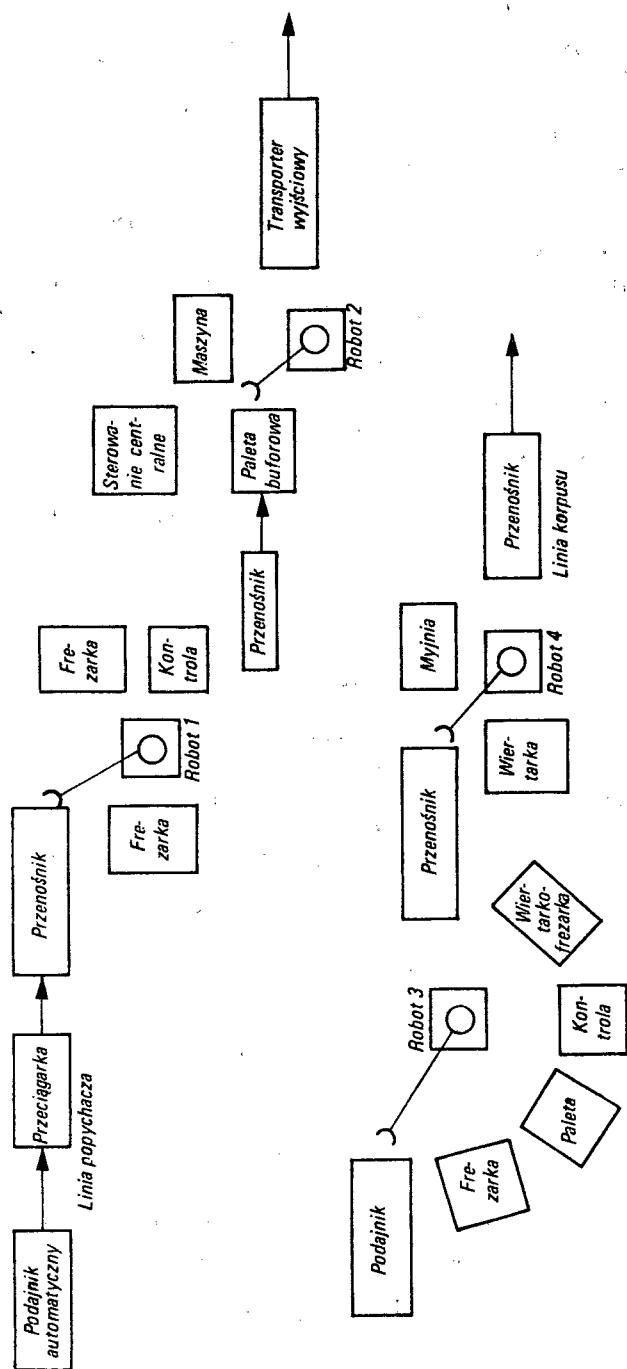 Podajnik
automatyczny
Przeciągarka
Linia popychacza
Przenośnik
Fre-
zarka
Robot 1
Fre-
zarka
Kon-
trola
Przenośnik
Sterowa-
nie cent-
ralne
Paleta
buforowa
Maszyna
Robot 2
Transporter
wyjściowy
Podajnik
Fre-
zarka
Paleta
Kon-
trola
Robot 3
Wier-
tarko-
frezarka
Przenośnik
Wier-
tarka
Robot 4
Myjnia
Przenośnik
Linia korpusu